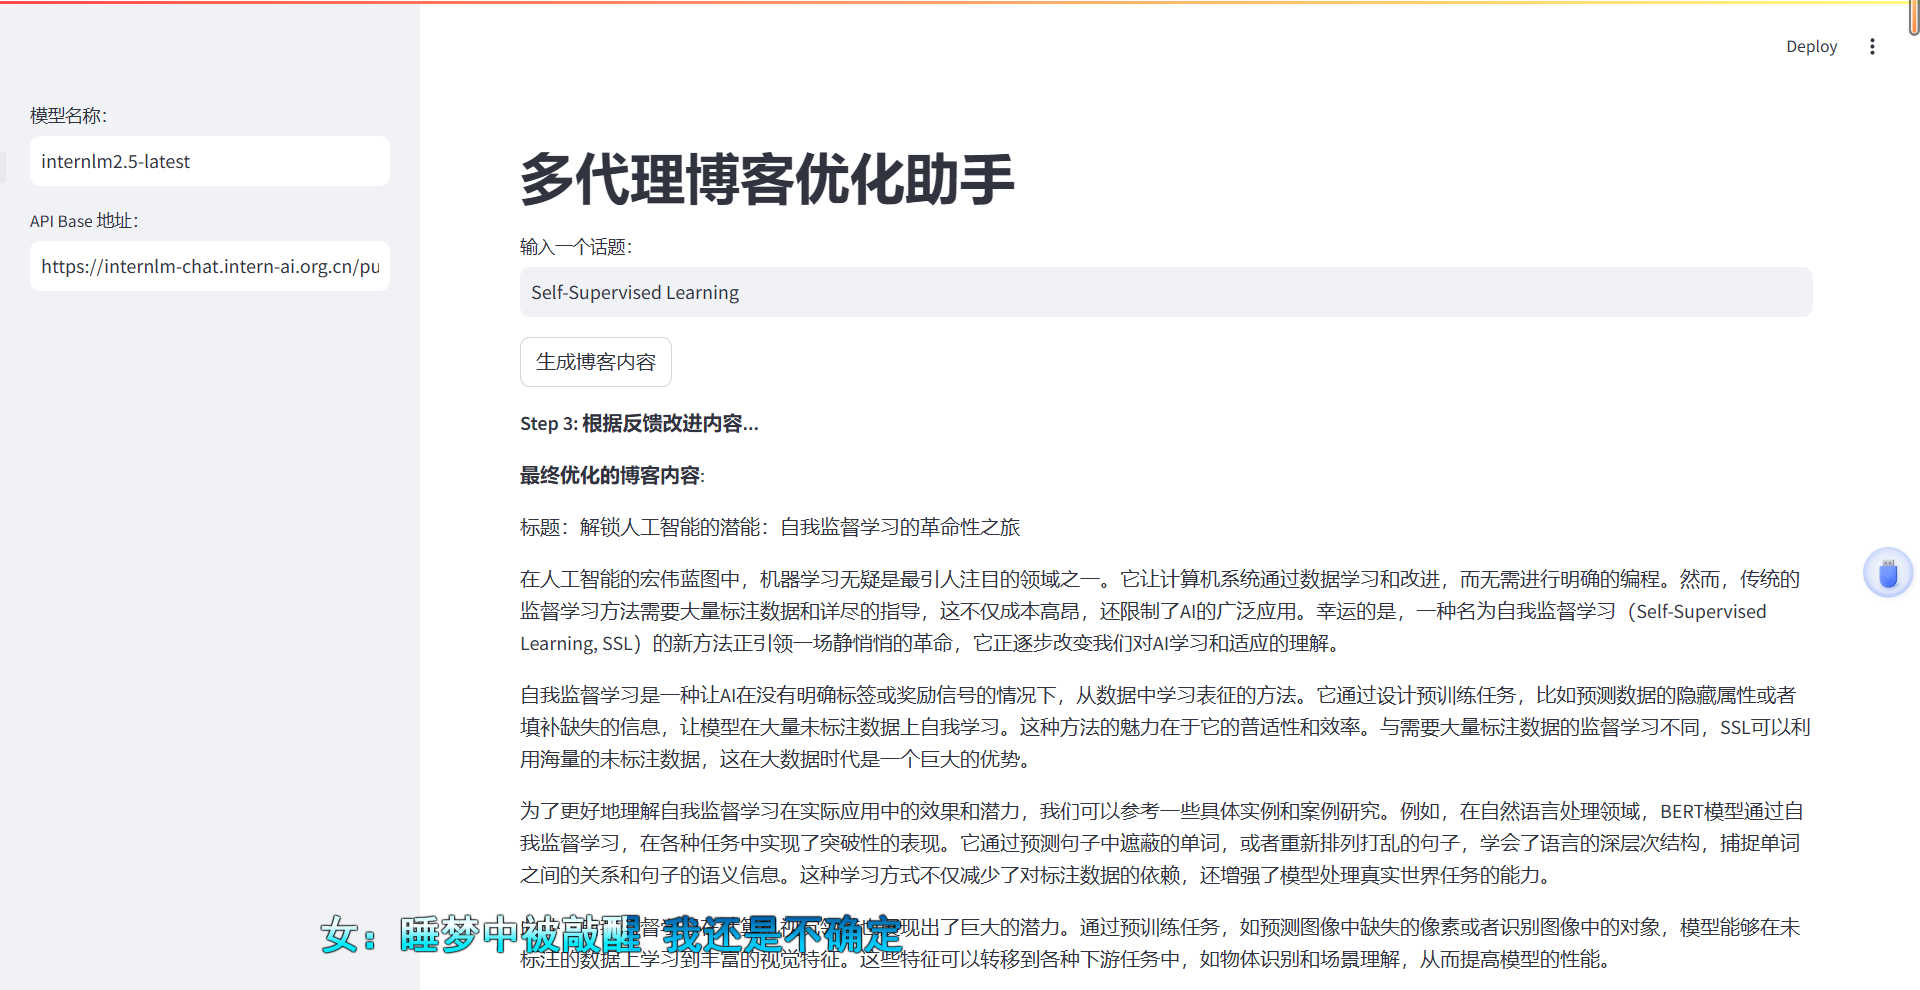 Deploy
模型名称：
internlm2.5-latest
API Base 地址：
https://internlm-chat.intern-ai.org.cn/pu
多代理博客优化助手
输入一个话题：
Self-Supervised Learning
生成博客内容
Step 3: 根据反馈改进内容...
最终优化的博客内容:
标题：解锁人工智能的潜能：自我监督学习的革命性之旅
在人工智能的宏伟蓝图中，机器学习无疑是最引人注目的领域之一。它让计算机系统通过数据学习和改进，而无需进行明确的编程。然而，传统的
监督学习方法需要大量标注数据和详尽的指导，这不仅成本高昂，还限制了AI的广泛应用。幸运的是，一种名为自我监督学习（Self-Supervised
Learning, SSL）的新方法正引领一场静悄悄的革命，它正逐步改变我们对AI学习和适应的理解。
自我监督学习是一种让AI在没有明确标签或奖励信号的情况下，从数据中学习表征的方法。它通过设计预训练任务，比如预测数据的隐藏属性或者
填补缺失的信息，让模型在大量未标注数据上自我学习。这种方法的魅力在于它的普适性和效率。与需要大量标注数据的监督学习不同，SSL可以利
用海量的未标注数据，这在大数据时代是一个巨大的优势。
为了更好地理解自我监督学习在实际应用中的效果和潜力，我们可以参考一些具体实例和案例研究。例如，在自然语言处理领域，BERT模型通过自
我监督学习，在各种任务中实现了突破性的表现。它通过预测句子中遮蔽的单词，或者重新排列打乱的句子，学会了语言的深层次结构，捕捉单词
之间的关系和句子的语义信息。这种学习方式不仅减少了对标注数据的依赖，还增强了模型处理真实世界任务的能力。
现出了巨大的潜力。通过预训练任务，如预测图像中缺失的像素或者识别图像中的对象，模型能够在未
标注的数据上学习到丰富的视觉特征。这些特征可以转移到各种下游任务中，如物体识别和场景理解，从而提高模型的性能。
女：睡梦中被敲醒 我还是不确定